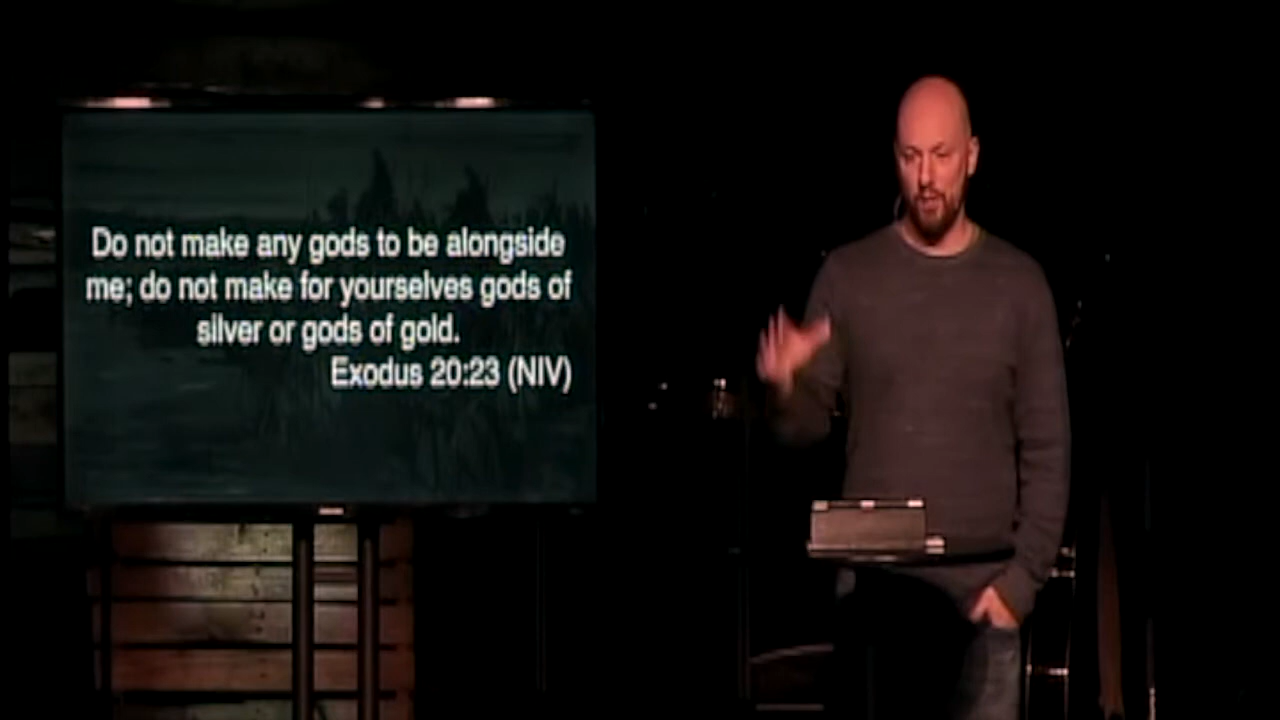 Do not make any gods to be alongside
me; do not make for yourselves gods of
silver or gods of gold.
Exodus 20:23 (NIV)